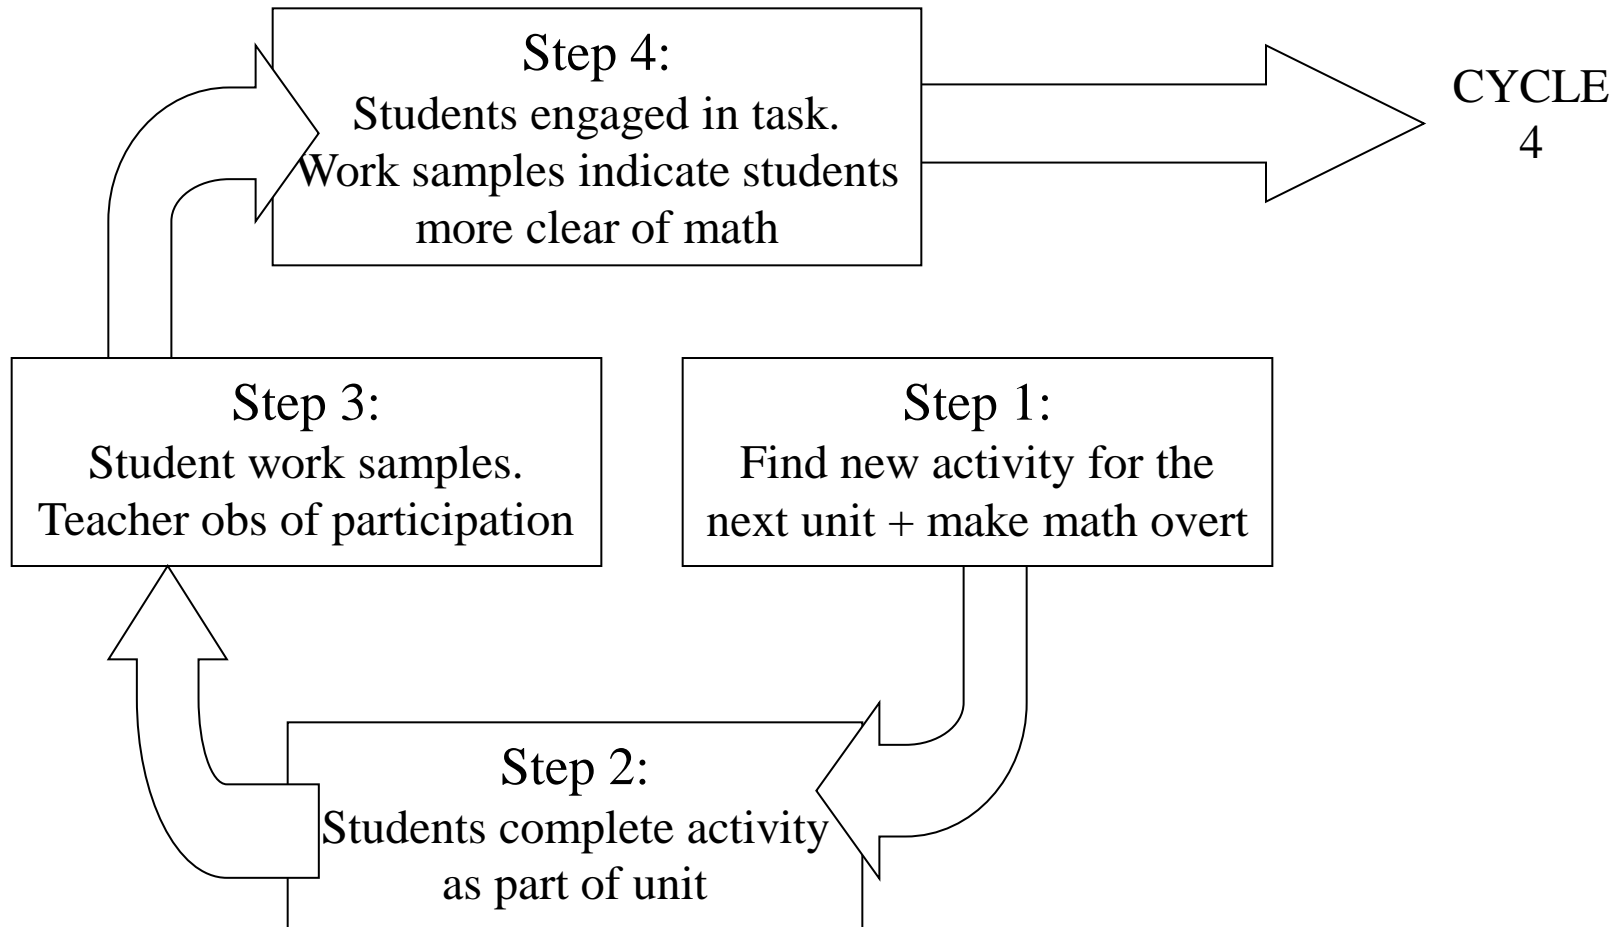 Step 4:
Students engaged in task.
Work samples indicate students
more clear of math
CYCLE
4
Step 3:
Student work samples.
Teacher obs of participation
Step 1:
Find new activity for the
next unit + make math overt
Step 2:
Students complete activity
as part of unit